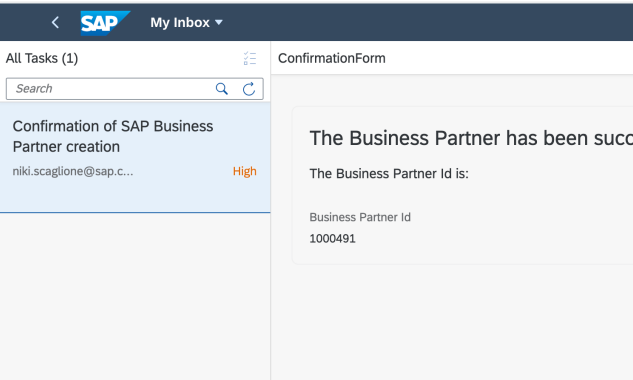 SAP My Inbox
All Tasks (1)
Search
Confirmation of SAP Business
Partner creation
niki.scaglione@sap.c... High
ConfirmationForm
The Business Partner has been succ
The Business Partner Id is:
Business Partner Id
1000491